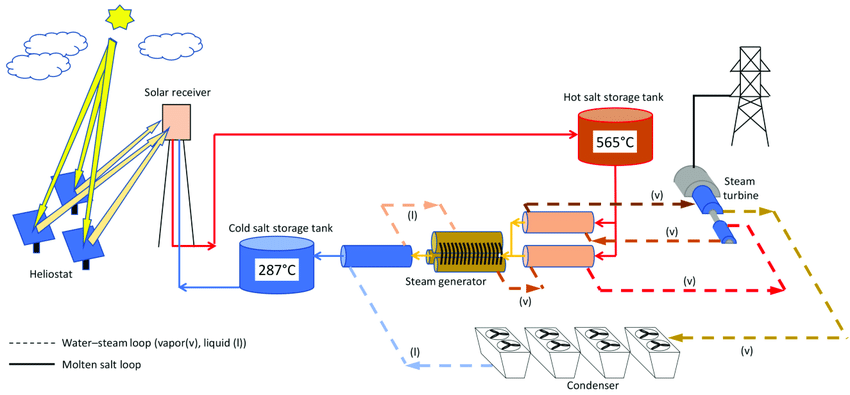 Solar receiver
Hot salt storage tank
565°C
Steam
turbine
(v)
(l)
Cold salt storage tank
287°C
Heliostat
Steam generator
(v)
(v)
(v)
(l)
Condenser
Water–steam loop (vapor(v), liquid (l))
Molten salt loop